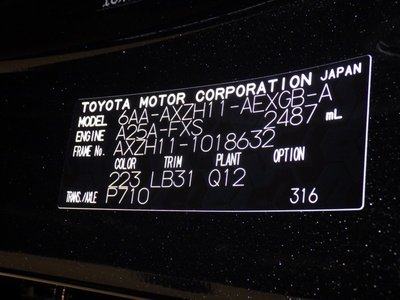 TOYOTA MOTOR CORPORATION JAPAN
MODEL 6AA-AXZH11-AEXGB-A
ENGINE A25A-FXS 2487 mL
FRAME No. AXZH11-1018632
COLOR TRIM PLANT OPTION
223 LB31 Q12
TRANS./AXLE P710 316